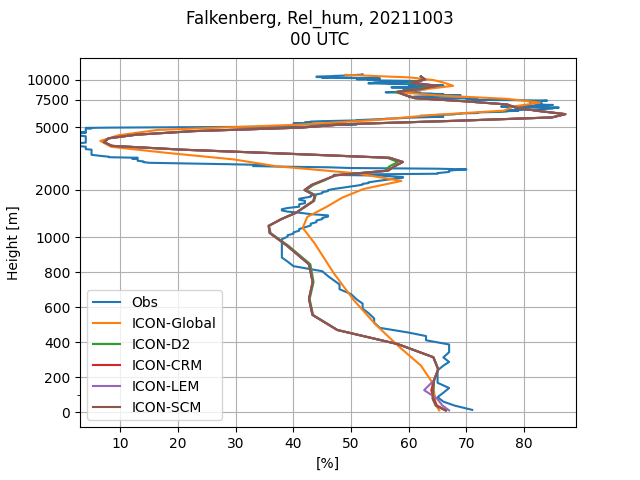 Falkenberg, Rel_hum, 20211003
00 UTC
10000
7500
5000
2000
1000
800
600
400
200
0
Height [m]
Obs
ICON-Global
ICON-D2
ICON-CRM
ICON-LEM
ICON-SCM
10 20 30 40 50 60 70 80
[%]